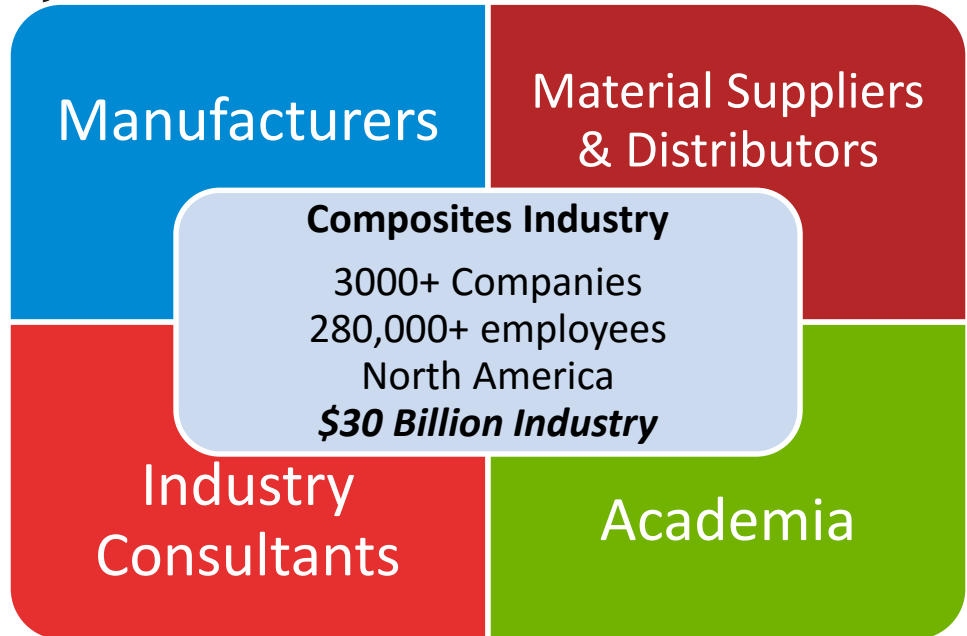 Manufacturers
Material Suppliers
& Distributors
Composites Industry
3000+ Companies
280,000+ employees
North America
$30 Billion Industry
Industry
Consultants
Academia